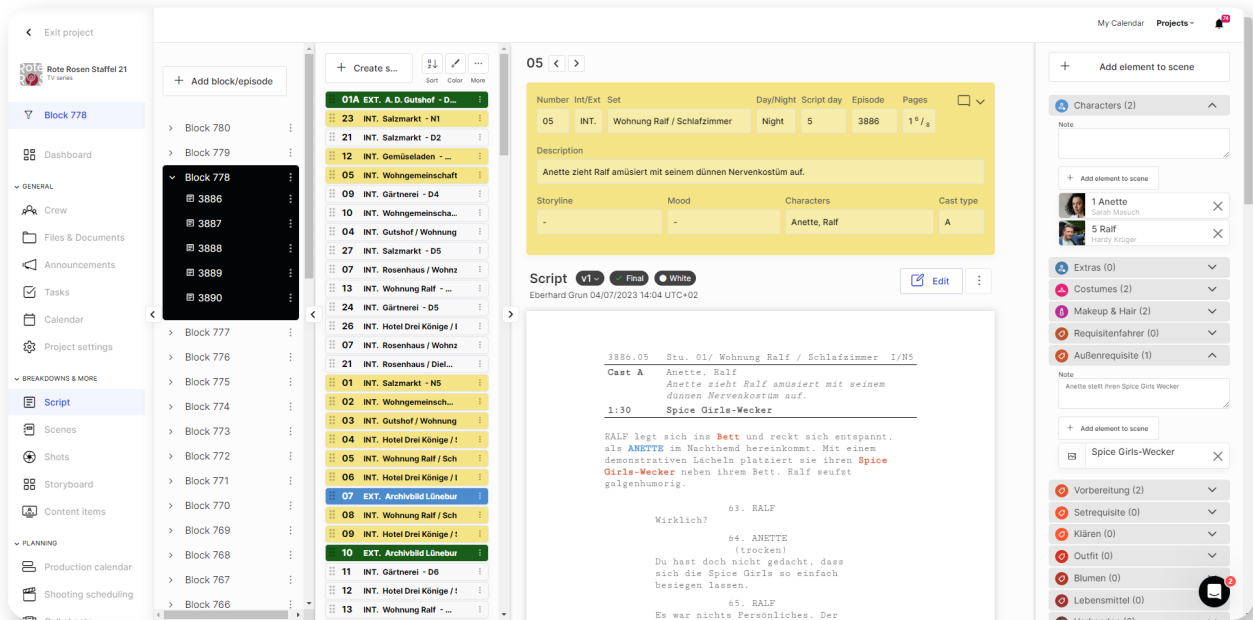 Exit project
My Calendar
Projects
74
Rote Rosen Staffel 21
TV series
Block 778
Dashboard
GENERAL
Crew
Files & Documents
Announcements
Tasks
Calendar
Project settings
BREAKDOWNS & MORE
Script
Scenes
Shots
Storyboard
Content items
PLANNING
Production calendar
Shooting scheduling
+ Add block/episode
Block 780
Block 779
Block 778
3886
3887
3888
3889
3890
Block 777
Block 776
Block 775
Block 774
Block 773
Block 772
Block 771
Block 770
Block 769
Block 768
Block 767
Block 766
+ Create s...
Sort
Color
More
01A EXT. A. D. Gutshof - D...
23 INT. Salzmarkt - N1
21 INT. Salzmarkt - D2
12 INT. Gemüseladen - ...
05 INT. Wohngemeinschaft
09 INT. Gärtnerei - D4
10 INT. Wohngemeinscha...
04 INT. Gutshof / Wohnung
27 INT. Salzmarkt - D5
07 INT. Rosenhaus / Wohnz
13 INT. Wohnung Ralf - ...
24 INT. Gärtnerei - D5
26 INT. Hotel Drei Könige / E
07 INT. Rosenhaus / Wohnz
21 INT. Rosenhaus / Diel...
01 INT. Salzmarkt - N5
02 INT. Wohngemeinsch...
03 INT. Gutshof / Wohnung
04 INT. Hotel Drei Könige / S
05 INT. Wohnung Ralf / Sch
06 INT. Hotel Drei Könige / E
07 EXT. Archivbild Lünebur
08 INT. Wohnung Ralf / Sch
09 INT. Hotel Drei Könige / S
10 EXT. Archivbild Lünebur
11 INT. Gärtnerei - D6
12 INT. Hotel Drei Könige / S
13 INT. Wohnung Ralf - ...
05
Number Int/Ext Set Day/Night Script day Episode Pages
05 INT. Wohnung Ralf / Schlafzimmer Night 5 3886 1 6/8
Description
Anette zieht Ralf amüsiert mit seinem dünnen Nervenkostüm auf.
Storyline Mood Characters Cast type
- - Anette, Ralf A
Script v1 Final White
Edit
Eberhard Grun 04/07/2023 14:04 UTC+02
3886.05 Stu. 01/ Wohnung Ralf / Schlafzimmer I/N5
Cast A Anette, Ralf
Anette zieht Ralf amüsiert mit seinem
dünnen Nervenkostüm auf.
1:30 Spice Girls-Wecker
RALF legt sich ins Bett und reckt sich entspannt,
als ANETTE im Nachthemd hereinkommt. Mit einem
demonstrativen Lächeln platziert sie ihren Spice
Girls-Wecker neben ihrem Bett. Ralf seufzt
galgenhumorig.
63. RALF
Wirklich?
64. ANETTE
(trocken)
Du hast doch nicht gedacht, dass
sich die Spice Girls so einfach
besiegen lassen.
65. RALF
Es war nichts Persönliches. Der
+ Add element to scene
Characters (2)
Note
+ Add element to scene
1 Anette
Sarah Masuch
5 Ralf
Hardy Krüger
Extras (0)
Costumes (2)
Makeup & Hair (2)
Requisitenfahrer (0)
Außenrequisite (1)
Note
Anette stellt ihren Spice Girls Wecker
+ Add element to scene
Spice Girls-Wecker
Vorbereitung (2)
Setrequisite (0)
Klären (0)
Outfit (0)
Blumen (0)
2
Lebensmittel (0)